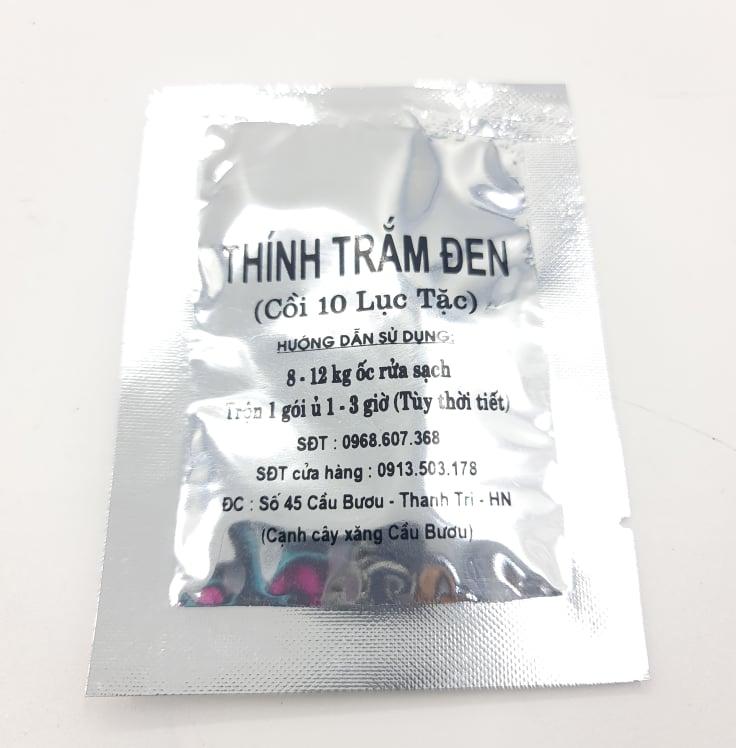 THÍNH TRẮM ĐEN
(Cồi 10 Lục Tặc)
HƯỚNG DẪN SỬ DỤNG:
8 - 12 kg ốc rửa sạch
Trộn 1 gói ủ 1 - 3 giờ (Tùy thời tiết)
SĐT : 0968.607.368
SĐT cửa hàng : 0913.503.178
ĐC : Số 45 Cầu Bươu - Thanh Trì - HN
(Cạnh cây xăng Cầu Bươu)